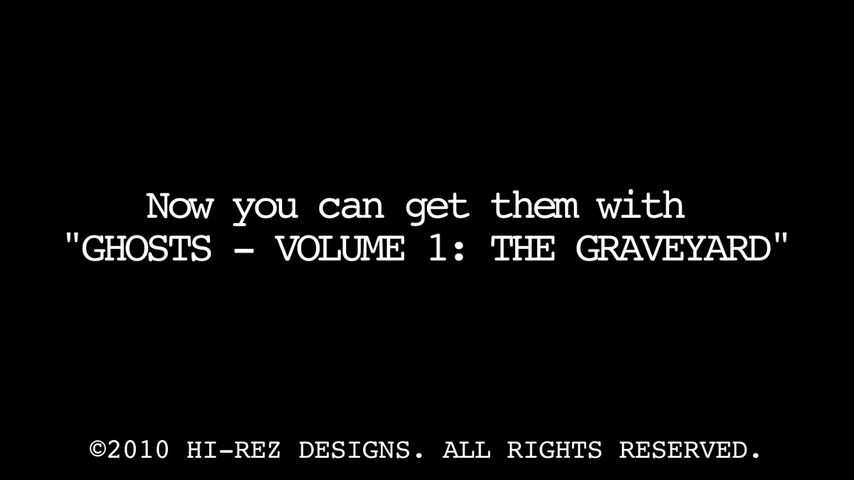 Now you can get them with
"GHOSTS - VOLUME 1: THE GRAVEYARD"
©2010 HI-REZ DESIGNS. ALL RIGHTS RESERVED.